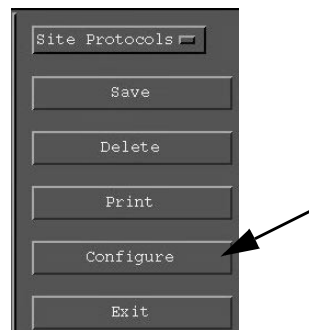 Site Protocols
Save
Delete
Print
Configure
Exit